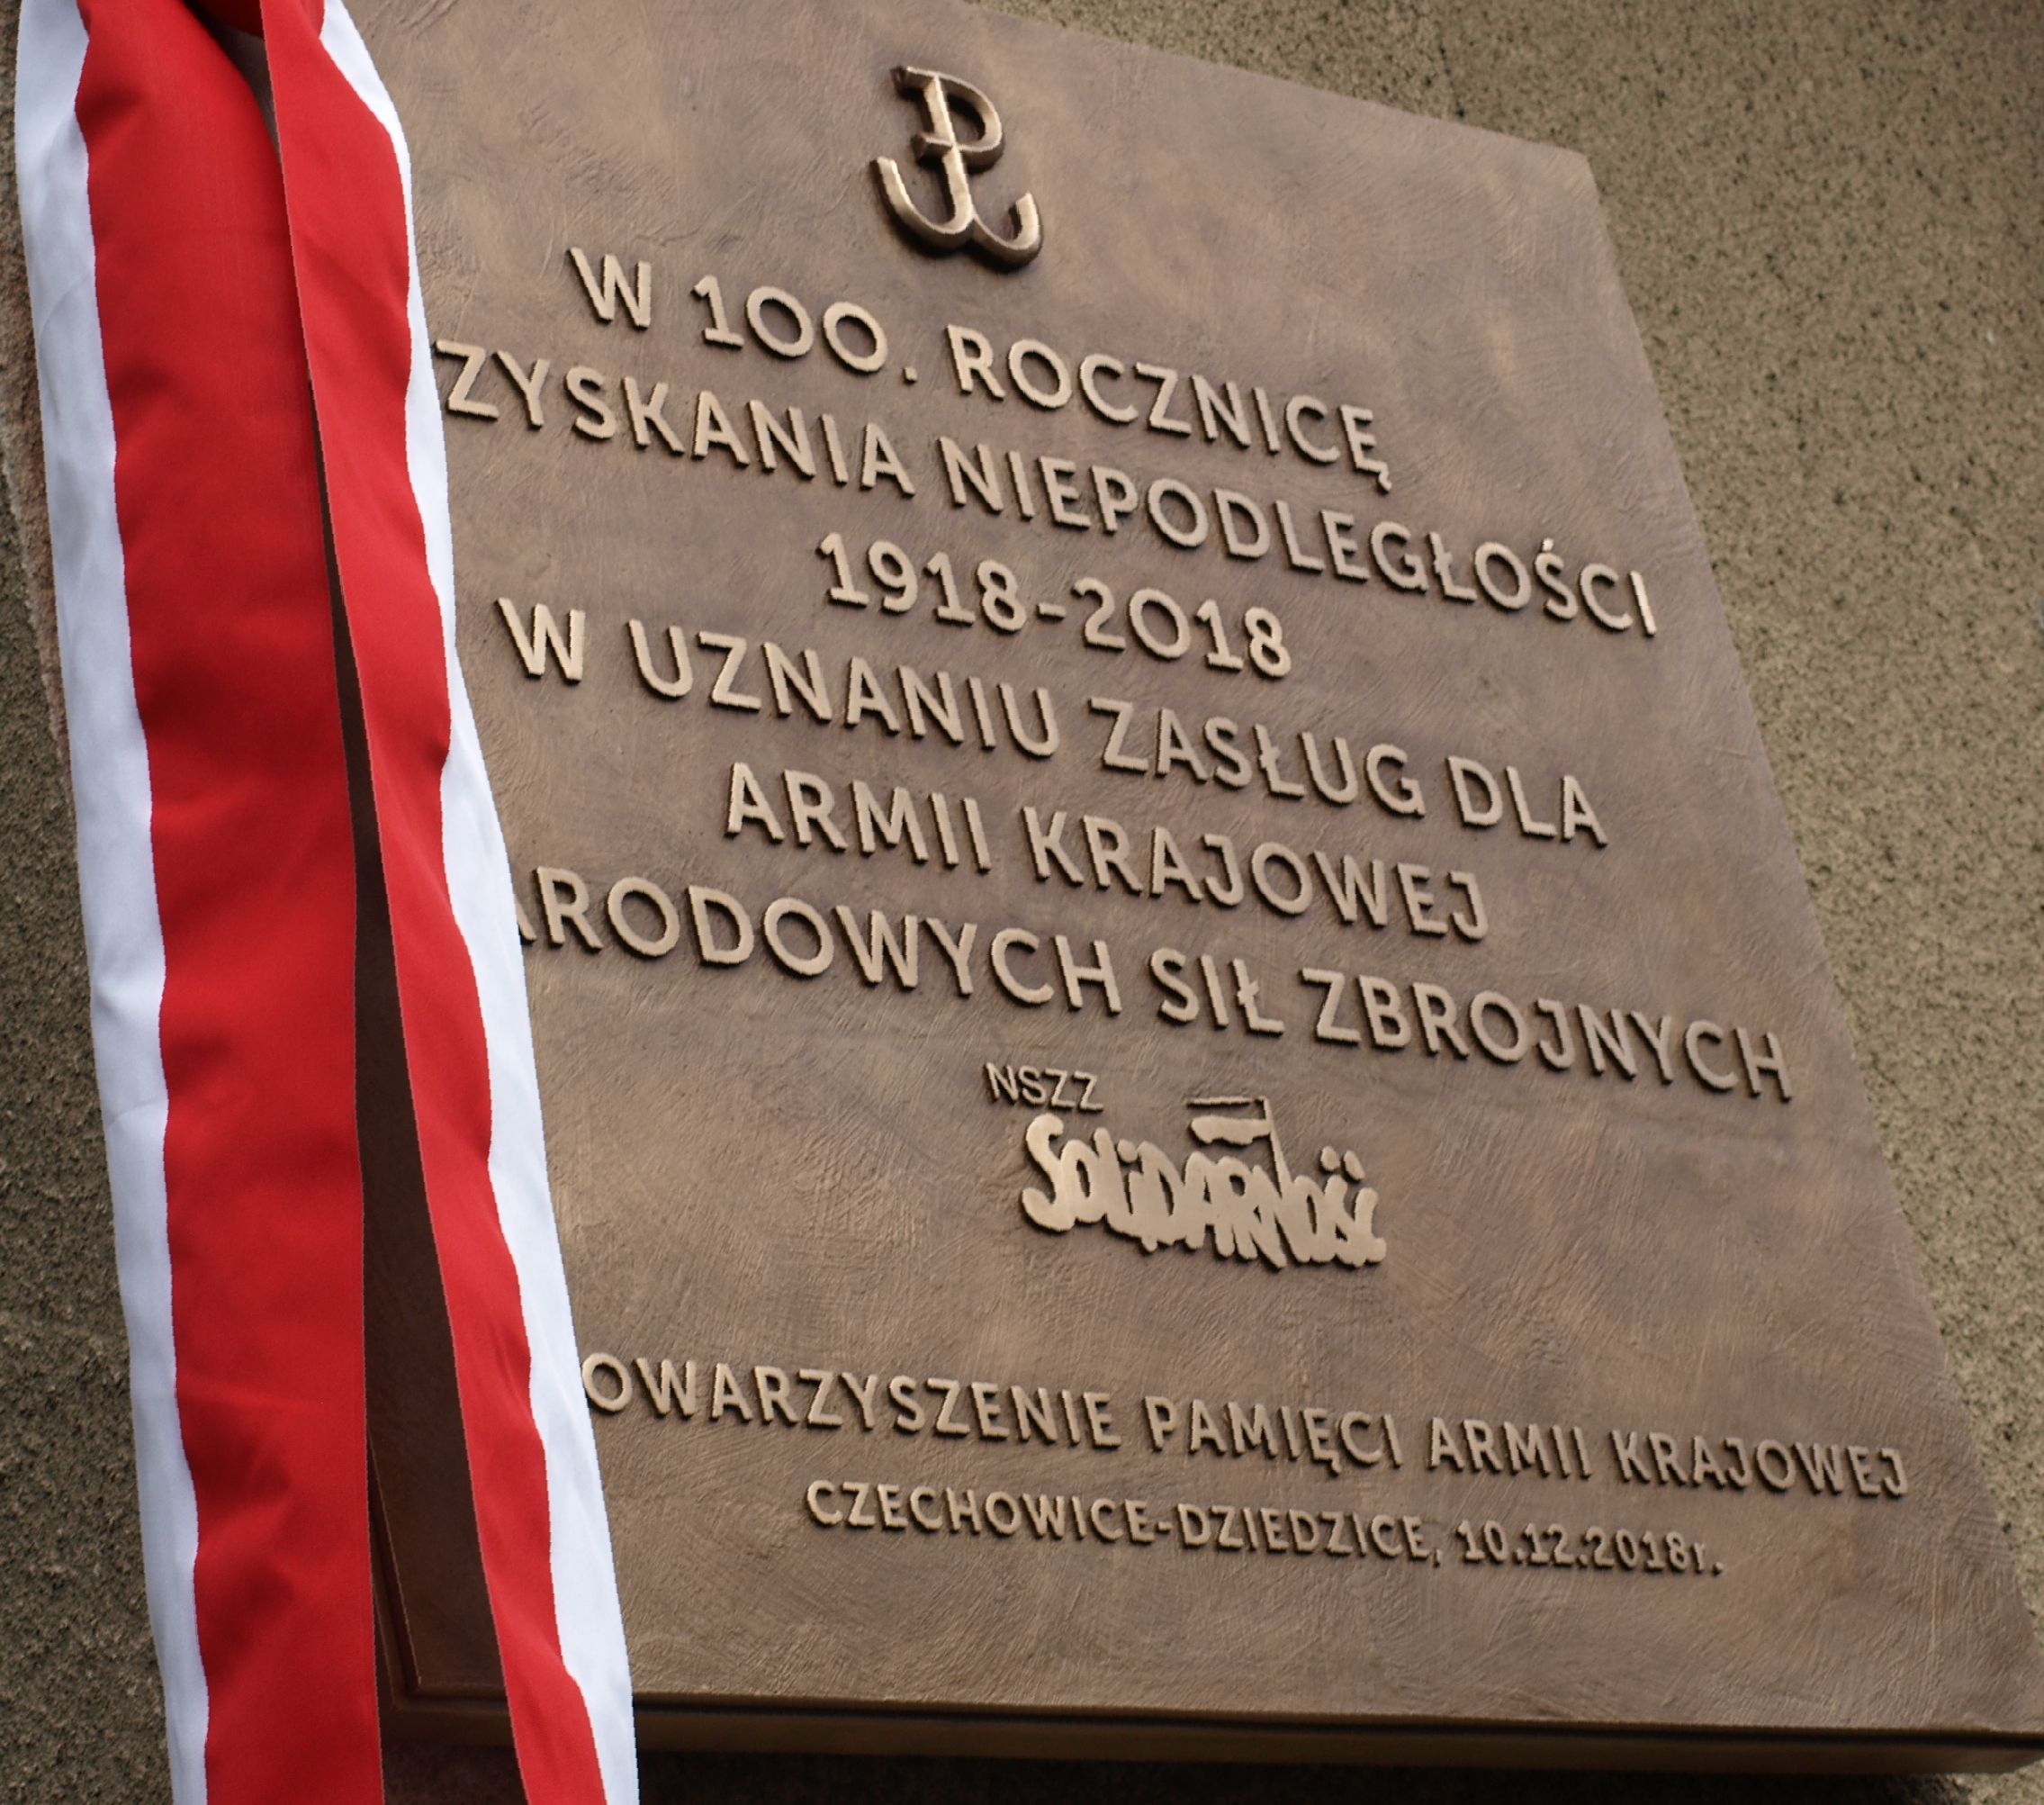 W 100. ROCZNICĘ
ZYSKANIA NIEPODLEGŁOŚCI
1918-2018
W UZNANIU ZASŁUG DLA
ARMII KRAJOWEJ
ARODOWYCH SIŁ ZBROJNYCH
NSZZ
SOLIDARNOŚĆ
OWARZYSZENIE PAMIĘCI ARMII KRAJOWEJ
CZECHOWICE-DZIEDZICE, 10.12.2018r.